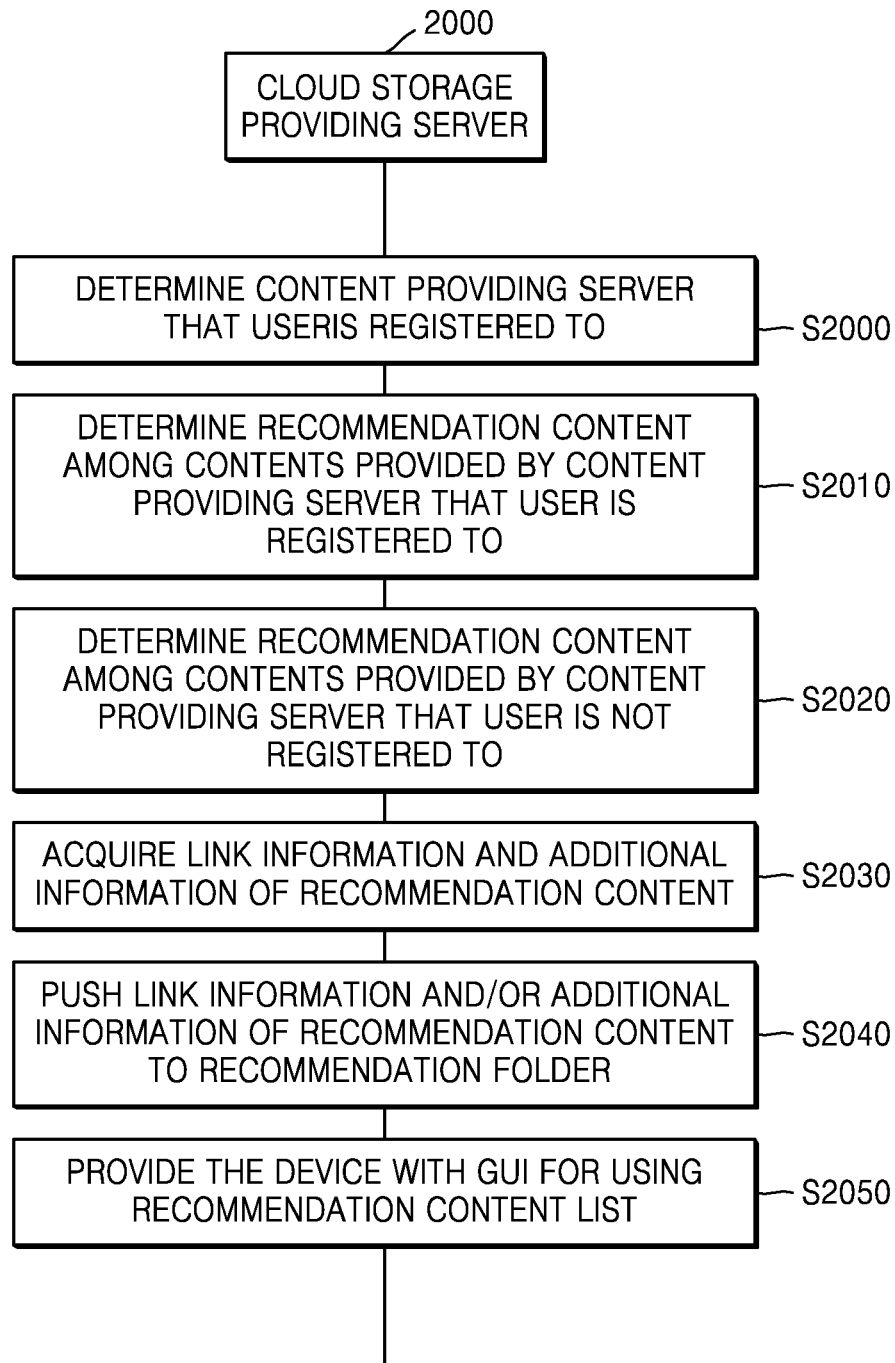 2000
CLOUD STORAGE
PROVIDING SERVER
DETERMINE CONTENT PROVIDING SERVER
THAT USERIS REGISTERED TO
S2000
DETERMINE RECOMMENDATION CONTENT
AMONG CONTENTS PROVIDED BY CONTENT
PROVIDING SERVER THAT USER IS
REGISTERED TO
S2010
DETERMINE RECOMMENDATION CONTENT
AMONG CONTENTS PROVIDED BY CONTENT
PROVIDING SERVER THAT USER IS NOT
REGISTERED TO
S2020
ACQUIRE LINK INFORMATION AND ADDITIONAL
INFORMATION OF RECOMMENDATION CONTENT
S2030
PUSH LINK INFORMATION AND/OR ADDITIONAL
INFORMATION OF RECOMMENDATION CONTENT
TO RECOMMENDATION FOLDER
S2040
PROVIDE THE DEVICE WITH GUI FOR USING
RECOMMENDATION CONTENT LIST
S2050